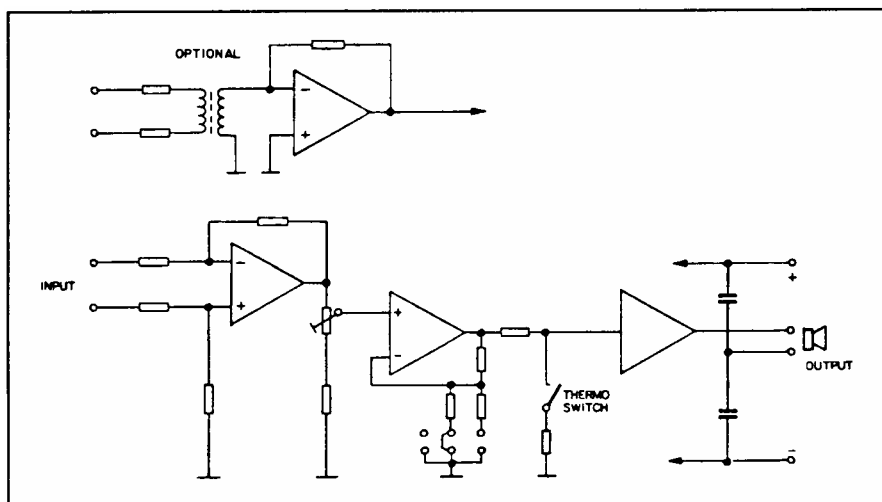 OPTIONAL
-
+
INPUT
-
+
+
-
THERMO
SWITCH
+
OUTPUT
-